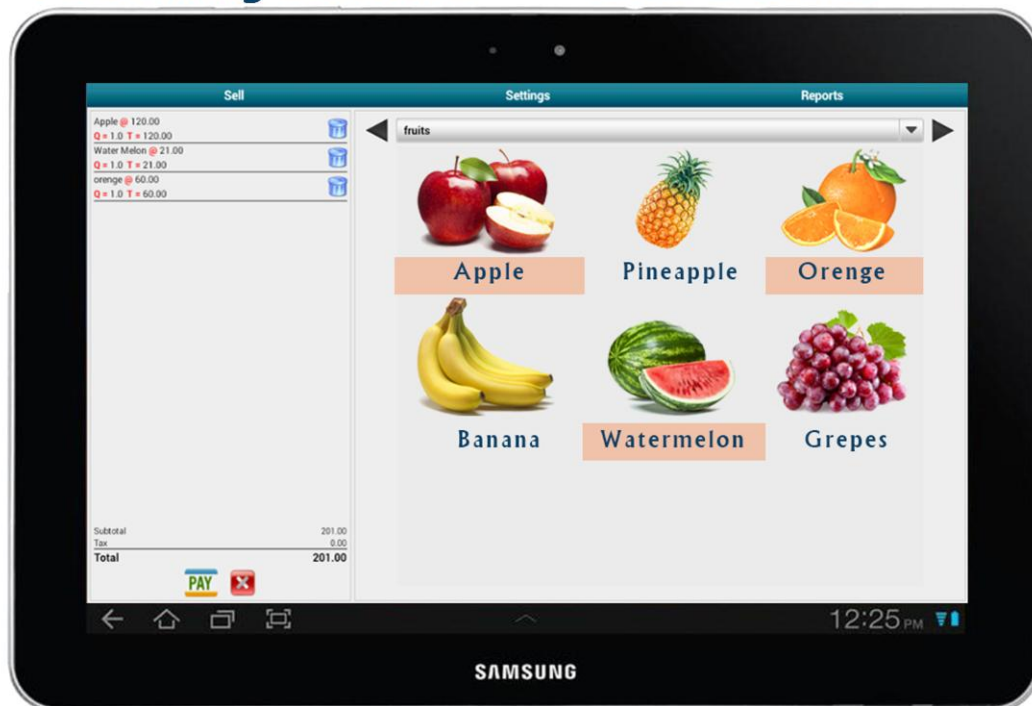 Sell Settings Reports
Apple @ 120.00
Q = 1.0 T = 120.00
Water Melon @ 21.00
Q = 1.0 T = 21.00
orenge @ 60.00
Q = 1.0 T = 60.00
Subtotal 201.00
Tax 0.00
Total 201.00
PAY
fruits
Apple Pineapple Orenge
Banana Watermelon Grepes
12:25 PM
SAMSUNG